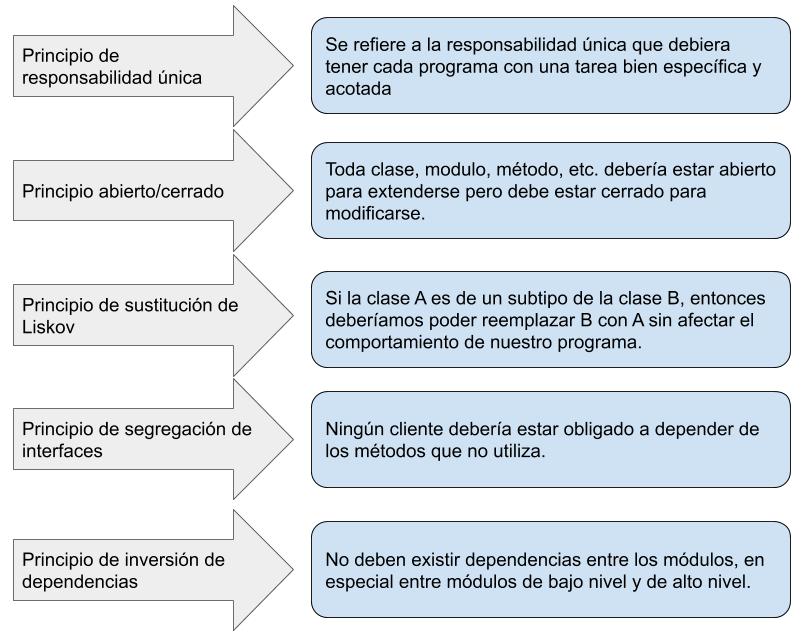 Principio de
responsabilidad única
Se refiere a la responsabilidad única que debiera
tener cada programa con una tarea bien específica y
acotada
Principio abierto/cerrado
Toda clase, modulo, método, etc. debería estar abierto
para extenderse pero debe estar cerrado para
modificarse.
Principio de sustitución de
Liskov
Si la clase A es de un subtipo de la clase B, entonces
deberíamos poder reemplazar B con A sin afectar el
comportamiento de nuestro programa.
Principio de segregación de
interfaces
Ningún cliente debería estar obligado a depender de
los métodos que no utiliza.
Principio de inversión de
dependencias
No deben existir dependencias entre los módulos, en
especial entre módulos de bajo nivel y de alto nivel.